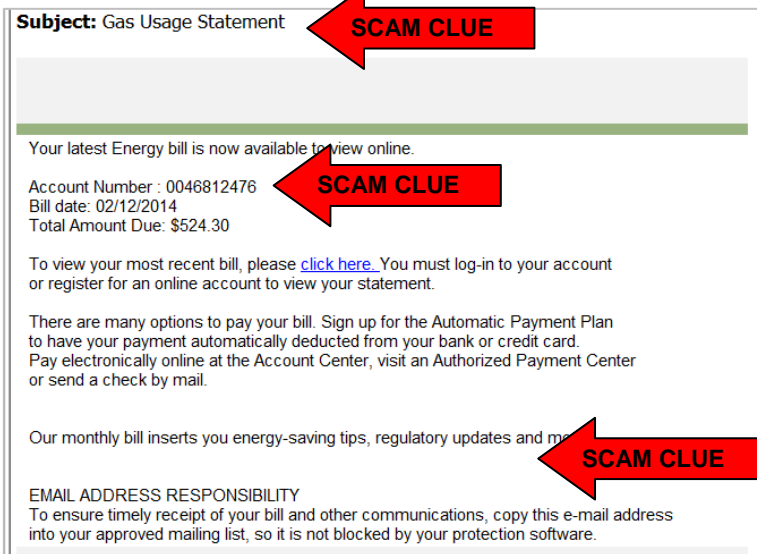 Subject: Gas Usage Statement
SCAM CLUE
Your latest Energy bill is now available to view online.
Account Number : 0046812476
SCAM CLUE
Bill date: 02/12/2014
Total Amount Due: $524.30
To view your most recent bill, please click here. You must log-in to your account
or register for an online account to view your statement.
There are many options to pay your bill. Sign up for the Automatic Payment Plan
to have your payment automatically deducted from your bank or credit card.
Pay electronically online at the Account Center, visit an Authorized Payment Center
or send a check by mail.
Our monthly bill inserts you energy-saving tips, regulatory updates and
SCAM CLUE
EMAIL ADDRESS RESPONSIBILITY
To ensure timely receipt of your bill and other communications, copy this e-mail address
into your approved mailing list, so it is not blocked by your protection software.